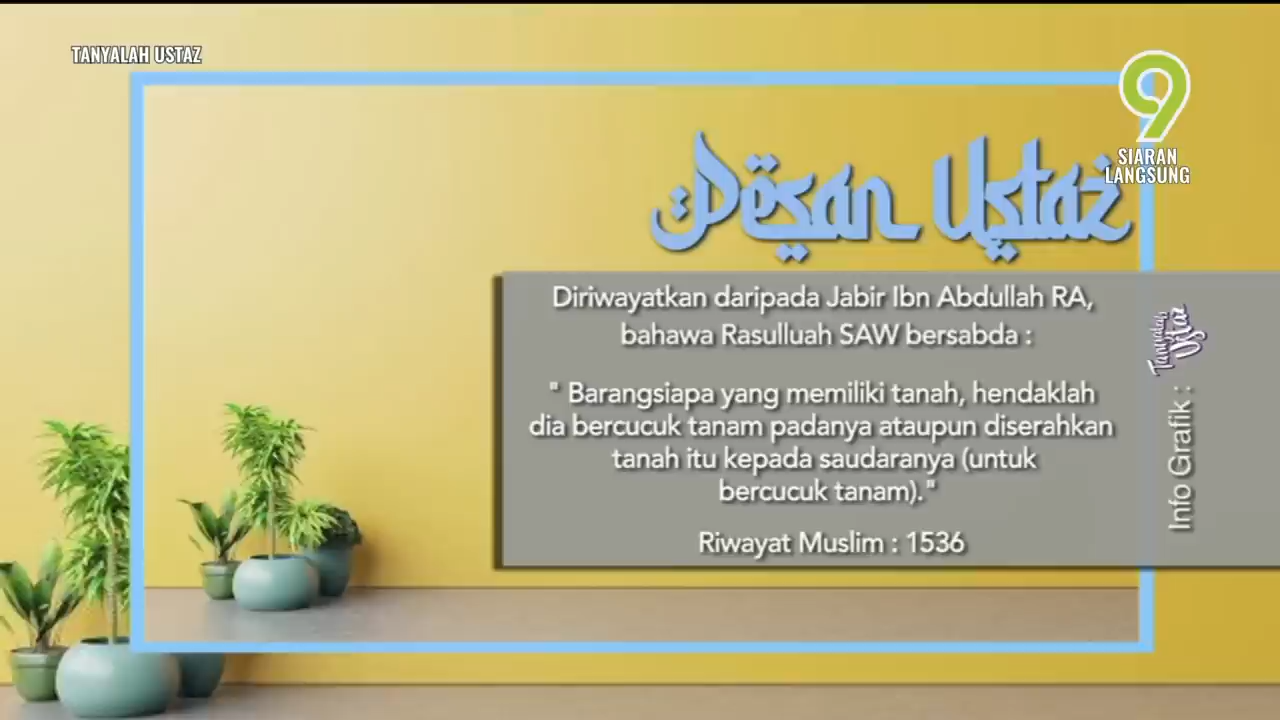 TANYALAH USTAZ
9
SIARAN
LANGSUNG
Pesan Ustaz
Diriwayatkan daripada Jabir Ibn Abdullah RA,
bahawa Rasulluah SAW bersabda :
" Barangsiapa yang memiliki tanah, hendaklah
dia bercucuk tanam padanya ataupun diserahkan
tanah itu kepada saudaranya (untuk
bercucuk tanam)."
Riwayat Muslim : 1536
Info Grafik :
Tanyalah
Ustaz